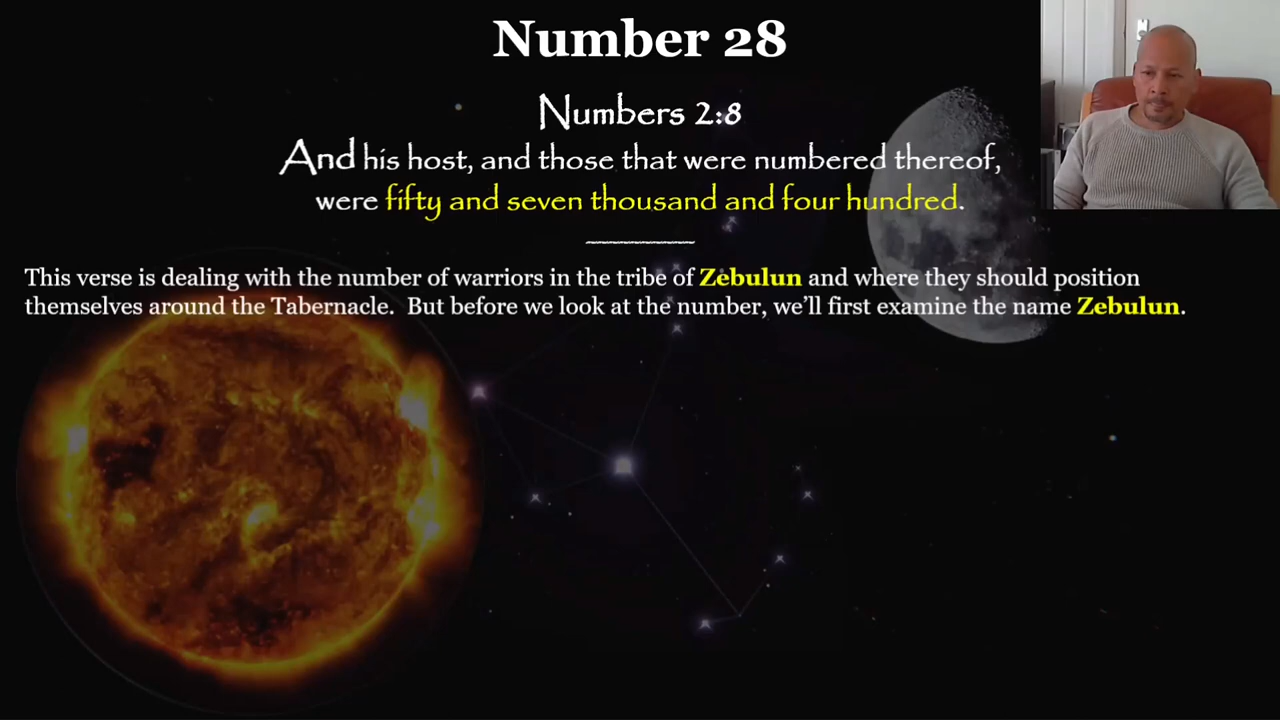 Number 28
Numbers 2:8
And his host, and those that were numbered thereof,
were fifty and seven thousand and four hundred.
This verse is dealing with the number of warriors in the tribe of Zebulun and where they should position
themselves around the Tabernacle.  But before we look at the number, we’ll first examine the name Zebulun.